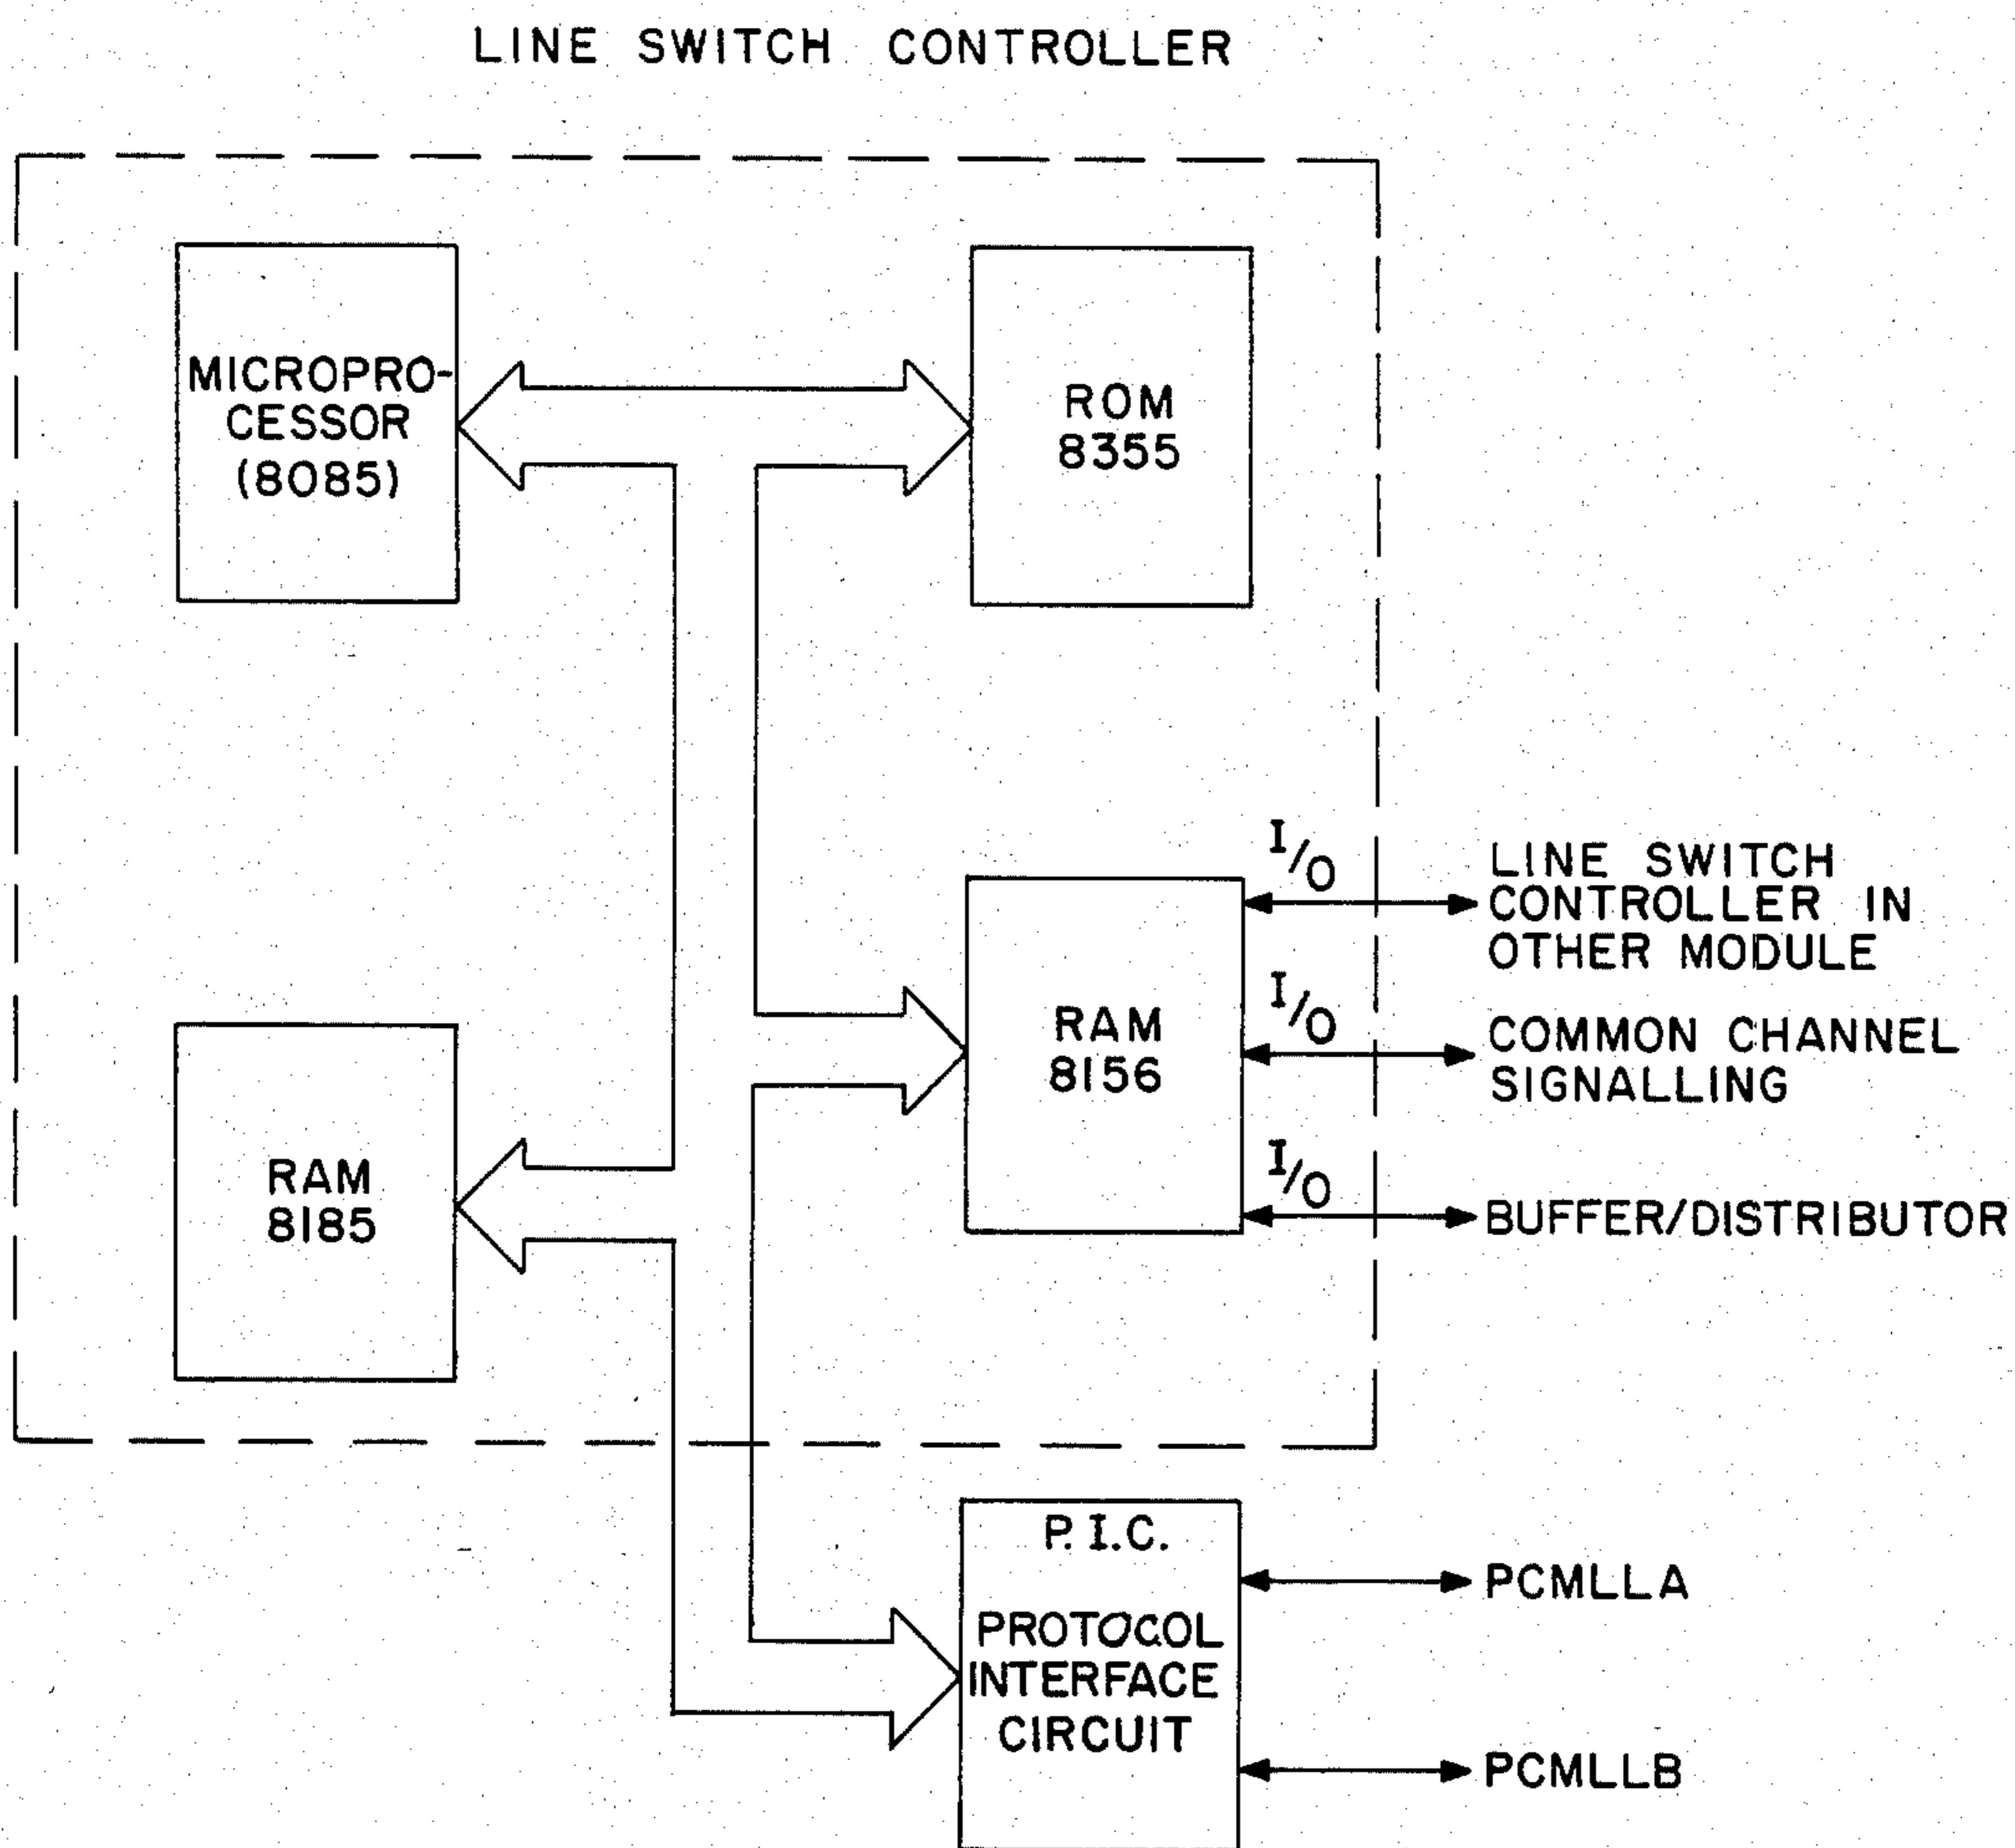 LINE SWITCH CONTROLLER
MICROPRO-
CESSOR
(8085)
ROM
8355
I/O
LINE SWITCH
CONTROLLER IN
OTHER MODULE
RAM
8156
I/O
COMMON CHANNEL
SIGNALLING
I/O
BUFFER/DISTRIBUTOR
RAM
8185
P.I.C.
PROTOCOL
INTERFACE
CIRCUIT
PCMLLA
PCMLLB